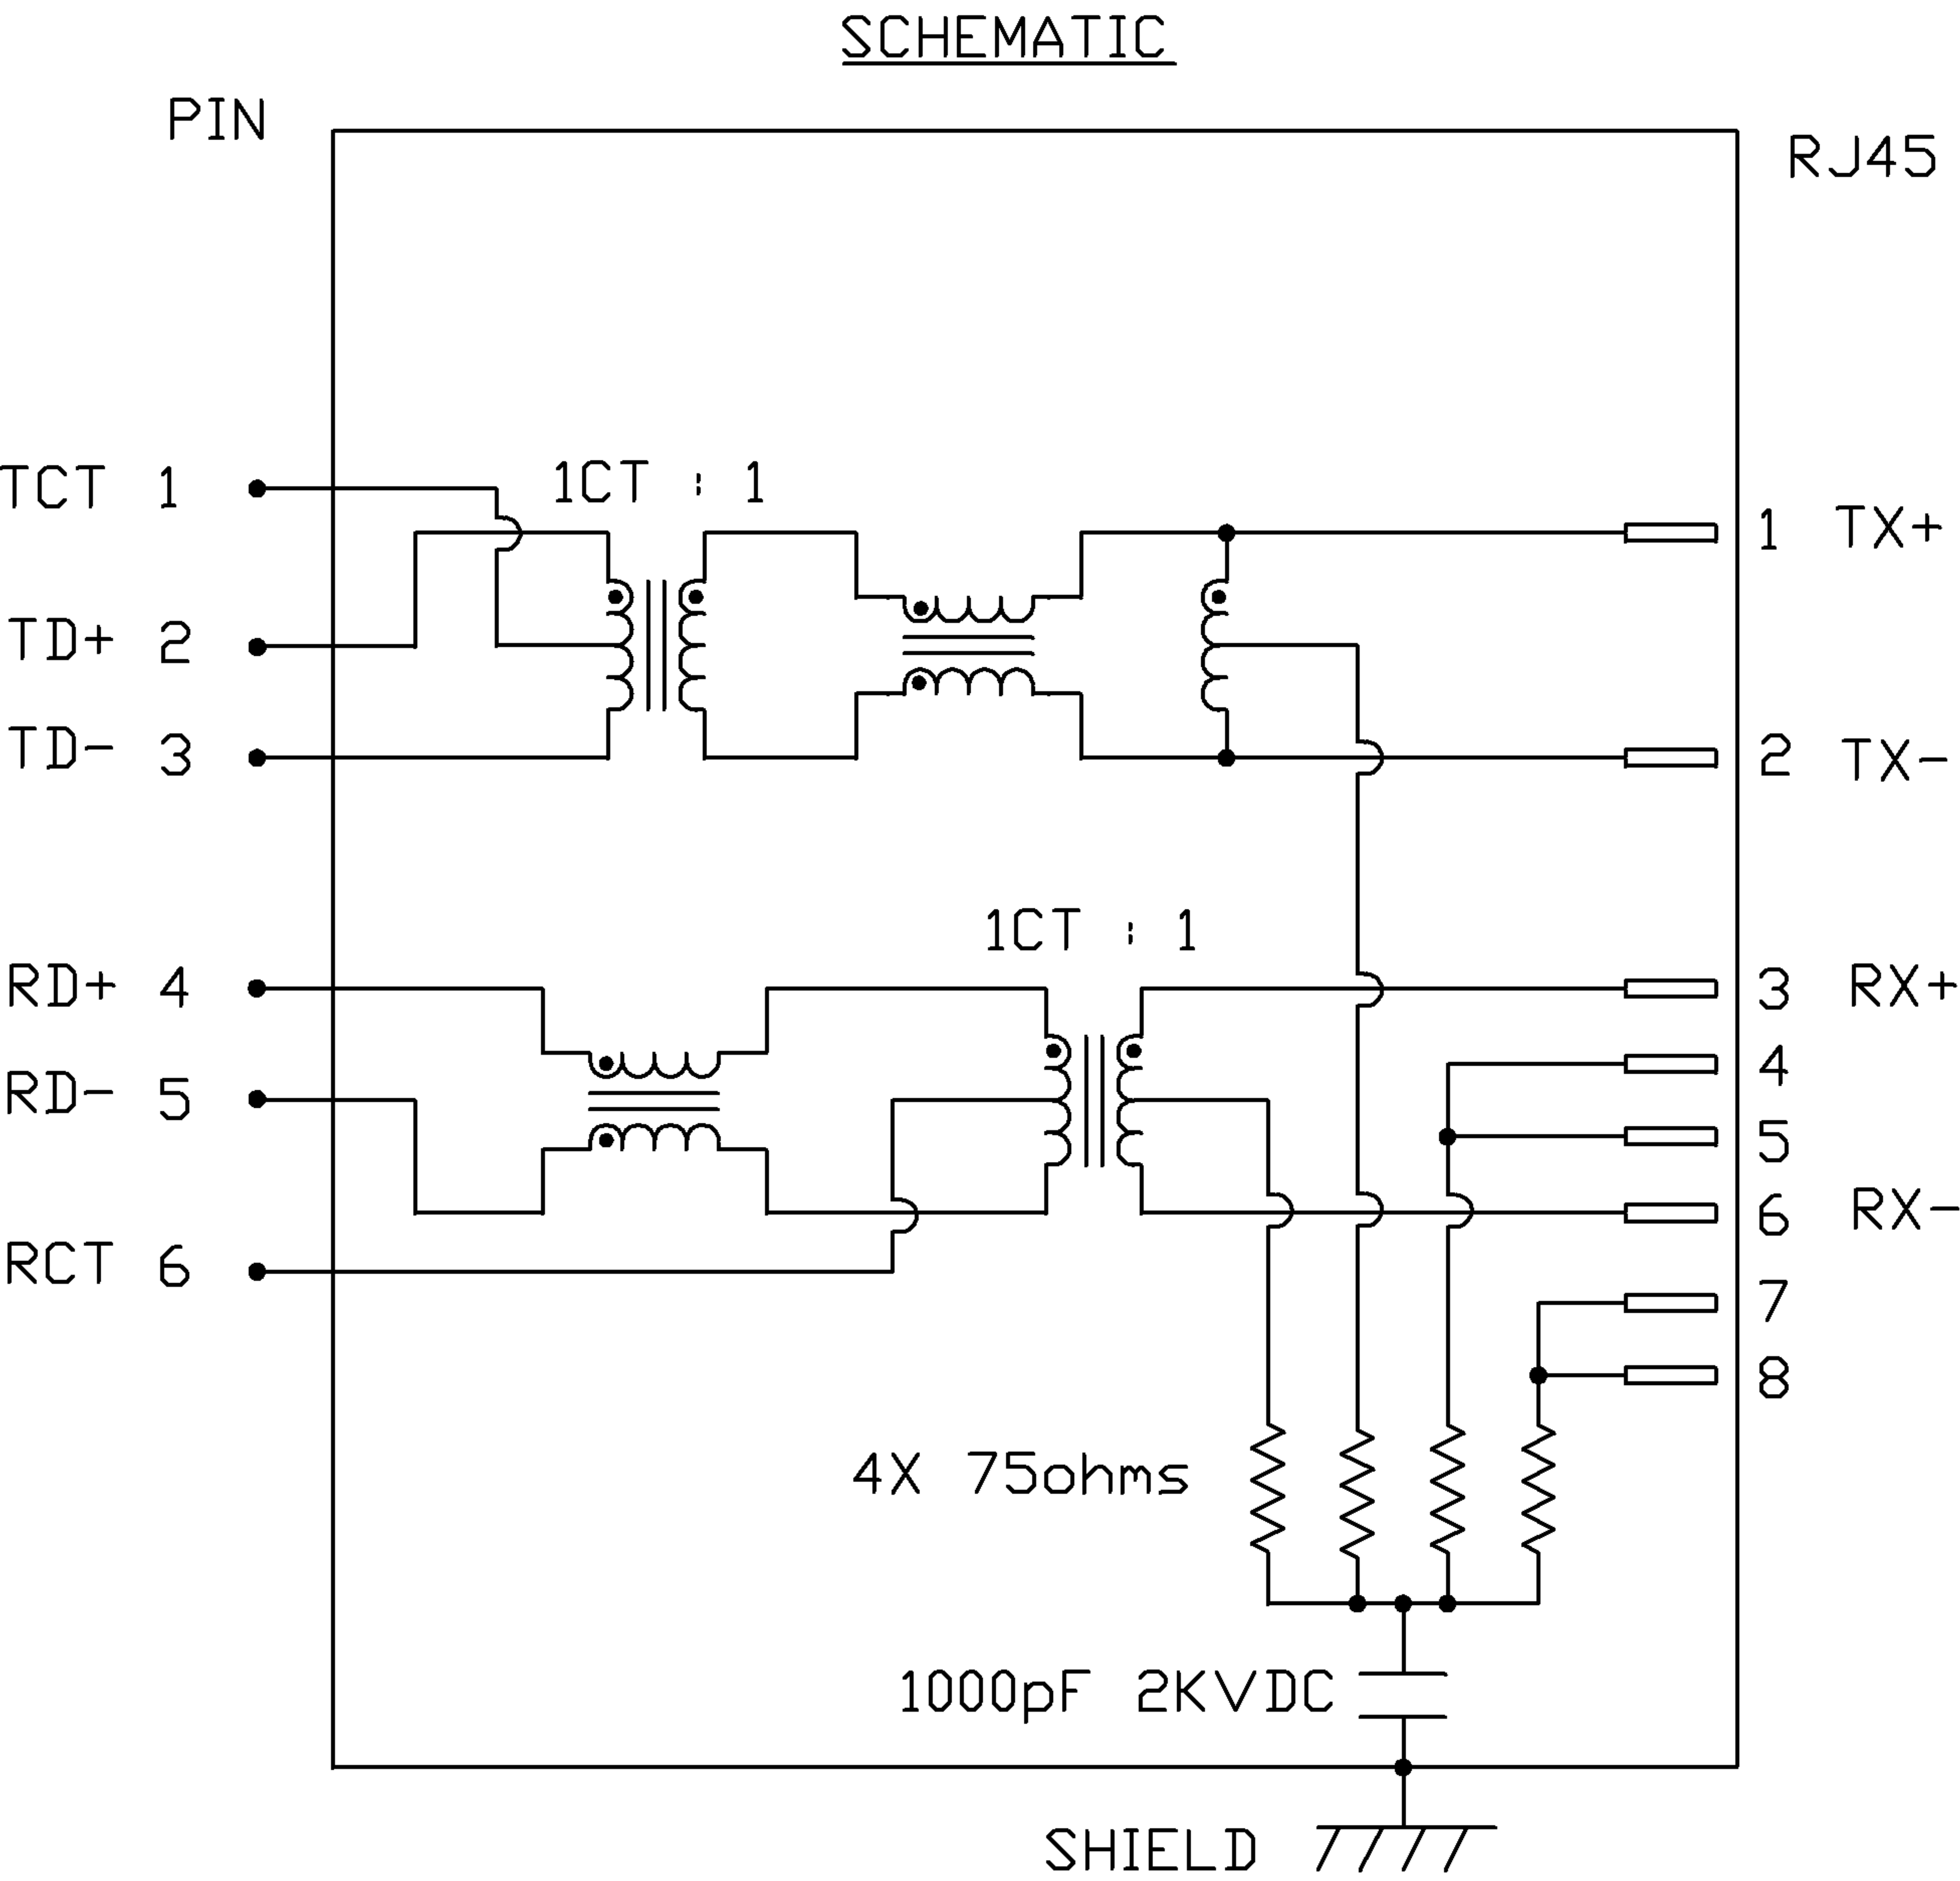 SCHEMATIC
PIN
RJ45
TCT 1
1CT : 1
1 TX+
TD+ 2
TD- 3
2 TX-
1CT : 1
RD+ 4
3 RX+
4
RD- 5
5
6 RX-
RCT 6
7
8
4X 75ohms
1000pF 2KVDC
SHIELD